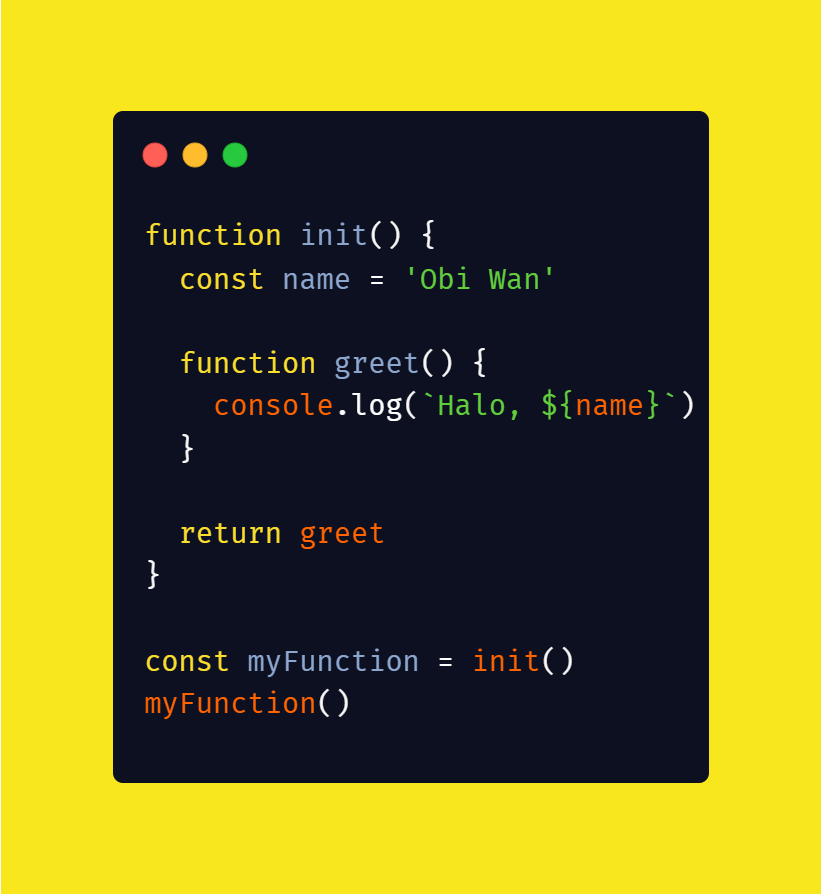 function init() {
  const name = 'Obi Wan'
  function greet() {
    console.log(`Halo, ${name}`)
  }
  return greet
}
const myFunction = init()
myFunction()